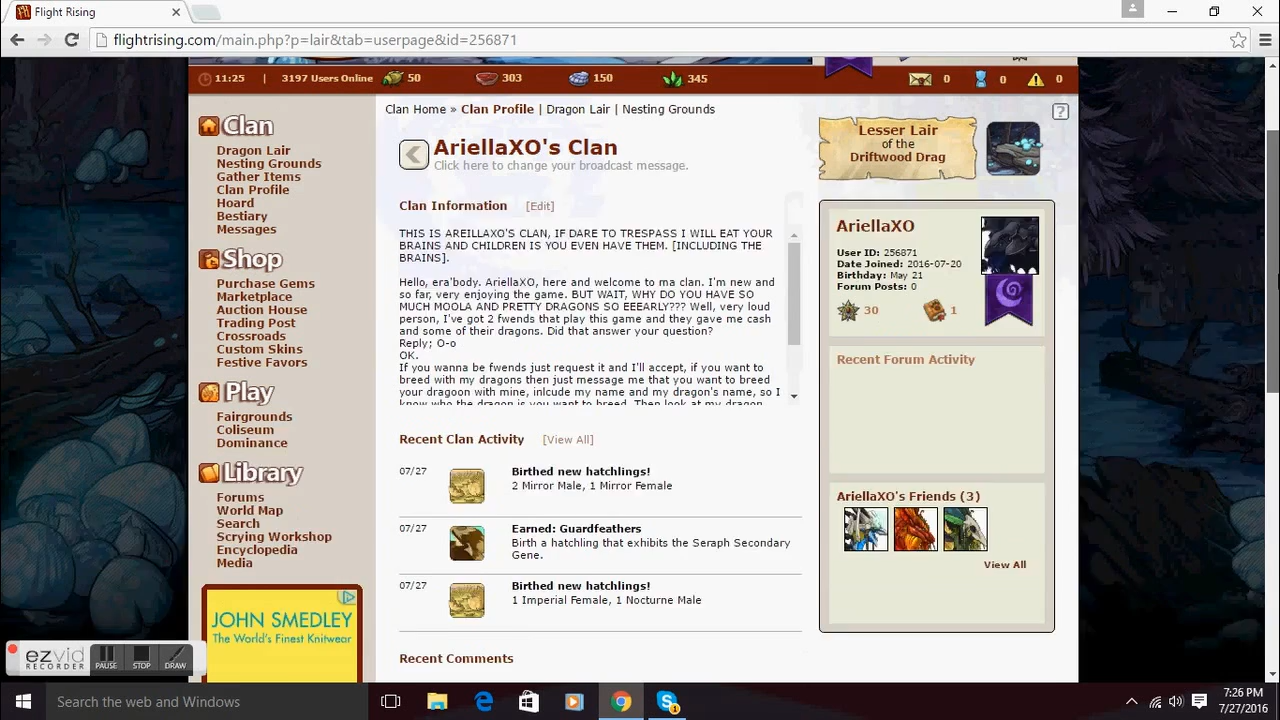 Flight Rising
flightrising.com/main.php?p=lair&tab=userpage&id=256871
11:25 | 3197 Users Online 50 303 150 345 0 0 0
Clan
Dragon Lair
Nesting Grounds
Gather Items
Clan Profile
Hoard
Bestiary
Messages
Shop
Purchase Gems
Marketplace
Auction House
Trading Post
Crossroads
Custom Skins
Festive Favors
Play
Fairgrounds
Coliseum
Dominance
Library
Forums
World Map
Search
Scrying Workshop
Encyclopedia
Media
JOHN SMEDLEY
The World's Finest Knitwear
Clan Home » Clan Profile | Dragon Lair | Nesting Grounds
AriellaXO's Clan
Click here to change your broadcast message.
Clan Information [Edit]
THIS IS AREILLAXO'S CLAN, IF DARE TO TRESPASS I WILL EAT YOUR
BRAINS AND CHILDREN IS YOU EVEN HAVE THEM. [INCLUDING THE
BRAINS].
Hello, era'body. AriellaXO, here and welcome to ma clan. I'm new and
so far, very enjoying the game. BUT WAIT, WHY DO YOU HAVE SO
MUCH MOOLA AND PRETTY DRAGONS SO EEEARLY??? Well, very loud
person, I've got 2 fwends that play this game and they gave me cash
and some of their dragons. Did that answer your question?
Reply; O-o
OK.
If you wanna be fwends just request it and I'll accept, if you want to
breed with my dragons then just message me that you want to breed
your dragoon with mine, inlcude my name and my dragon's name, so I
know who the dragon is you want to breed. Then look at my dragon
Recent Clan Activity [View All]
07/27
Birthed new hatchlings!
2 Mirror Male, 1 Mirror Female
07/27
Earned: Guardfeathers
Birth a hatchling that exhibits the Seraph Secondary
Gene.
07/27
Birthed new hatchlings!
1 Imperial Female, 1 Nocturne Male
Recent Comments
?
Lesser Lair
of the
Driftwood Drag
AriellaXO
User ID: 256871
Date Joined: 2016-07-20
Birthday: May 21
Forum Posts: 0
30 1
Recent Forum Activity
AriellaXO's Friends (3)
View All
ezvid
RECORDER
PAUSE STOP DRAW
Search the web and Windows
1
7:26 PM
7/27/2016